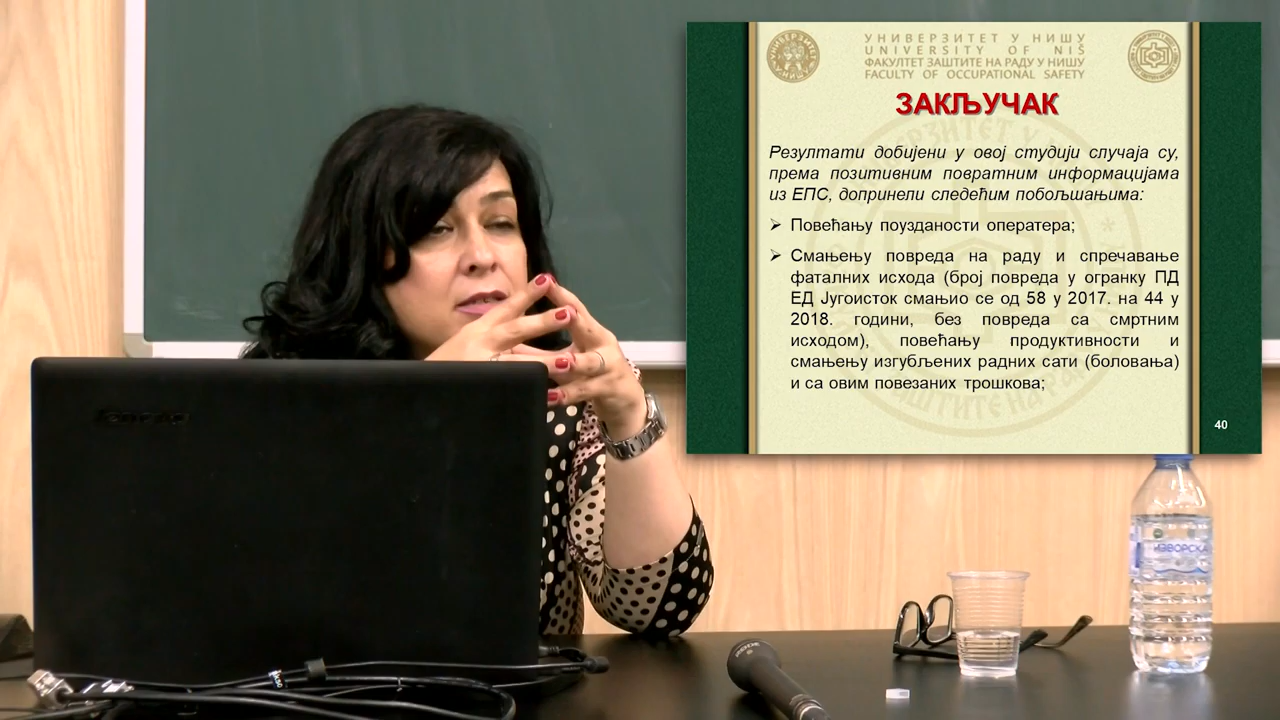 УНИВЕРЗИТЕТ У НИШУ
UNIVERSITY OF NIŠ
ФАКУЛТЕТ ЗАШТИТЕ НА РАДУ У НИШУ
FACULTY OF OCCUPATIONAL SAFETY
ЗАКЉУЧАК
Резултати добијени у овој студији случаја су,
према позитивним повратним информацијама
из ЕПС, допринели следећим побољшањима:
➢ Повећању поузданости оператера;
➢ Смањењу повреда на раду и спречавање
фаталних исхода (број повреда у огранку ПД
ЕД Југоисток смањио се од 58 у 2017. на 44 у
2018. години, без повреда са смртним
исходом), повећању продуктивности и
смањењу изгубљених радних сати (боловања)
и са овим повезаних трошкова;
40
lenovo